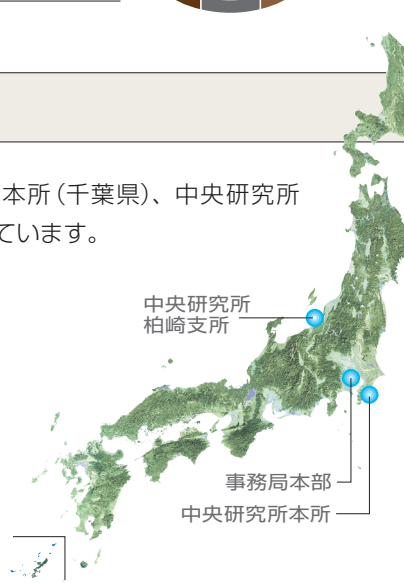 本所（千葉県）、中央研究所
ています。
中央研究所
柏崎支所
事務局本部
中央研究所本所